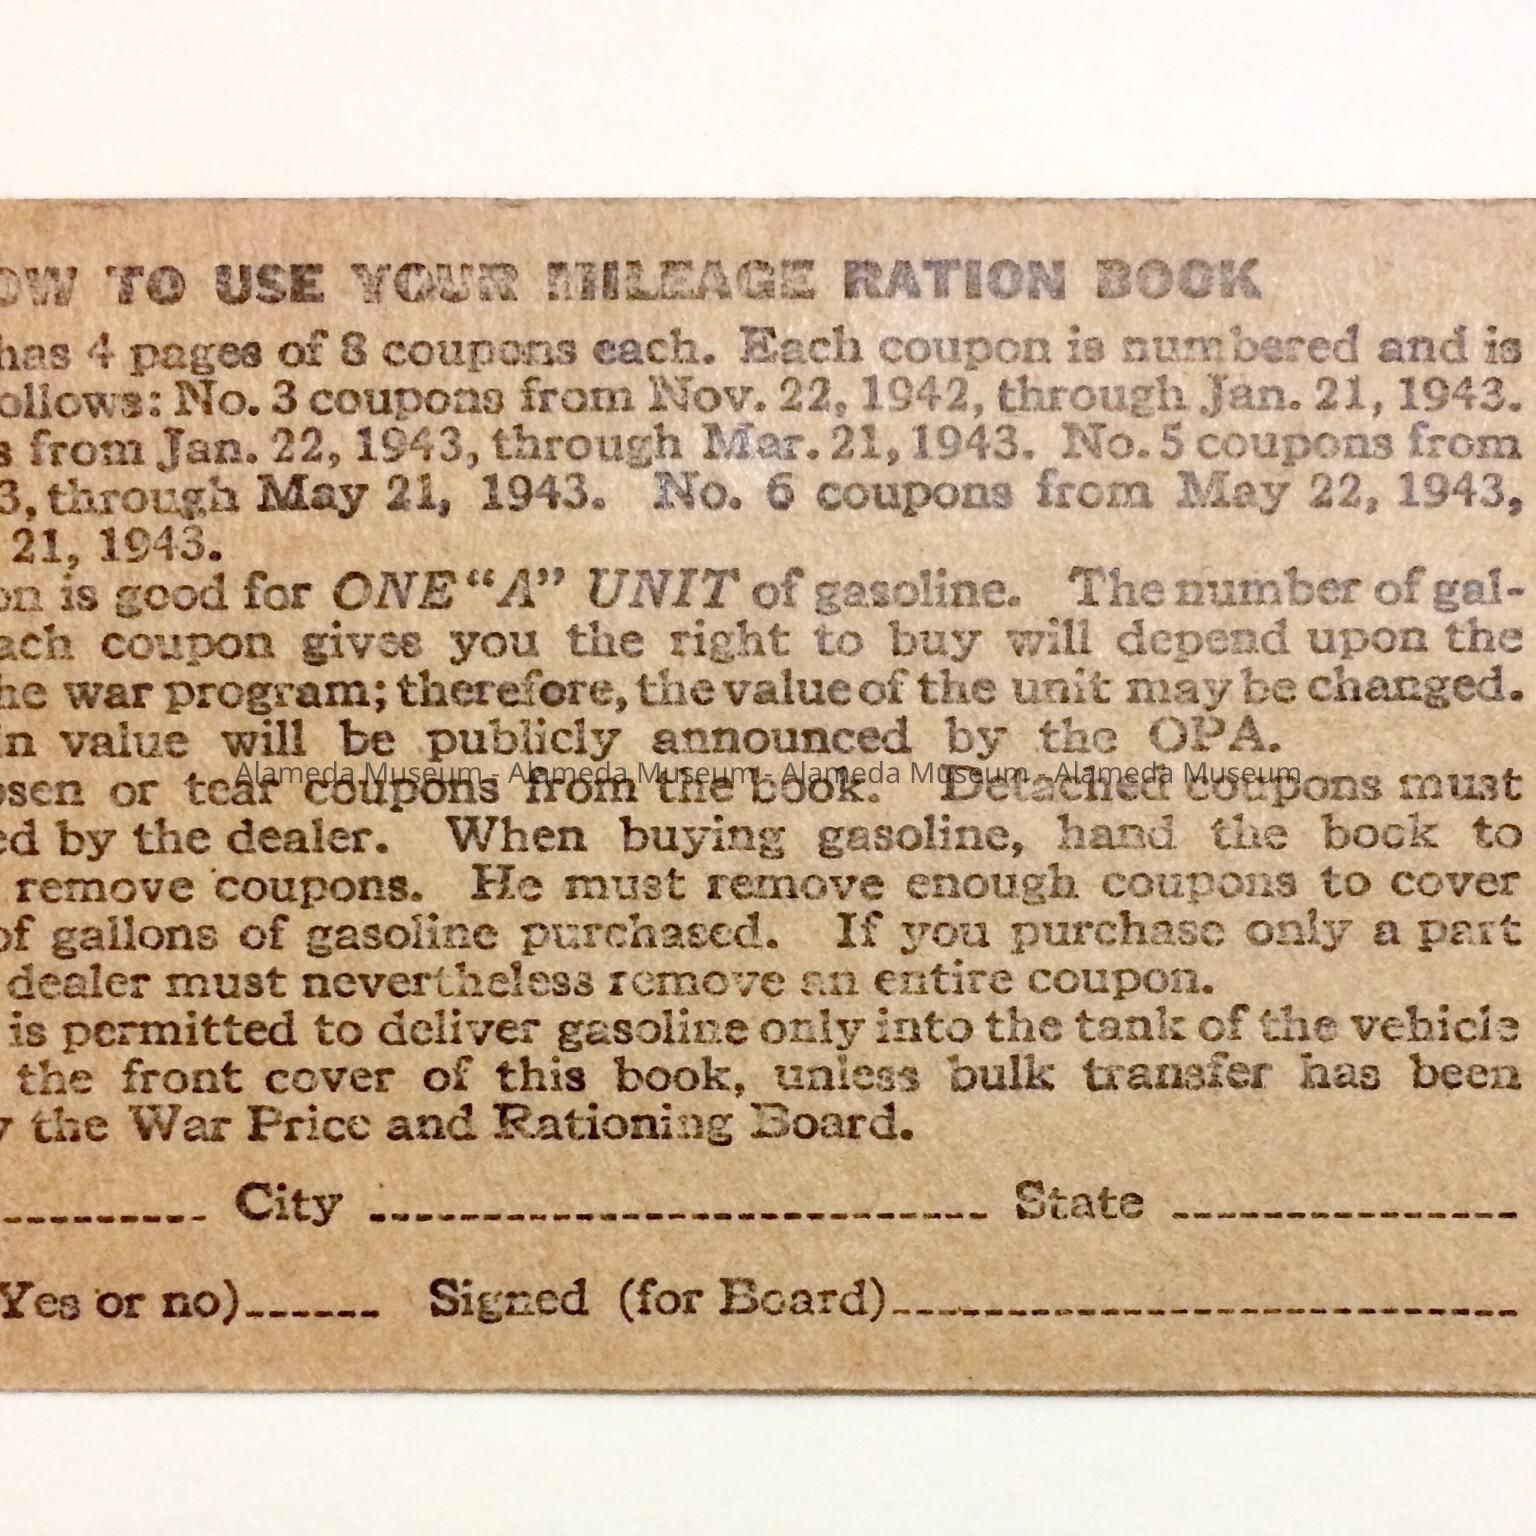 OW TO USE YOUR MILEAGE RATION BOOK
has 4 pages of 8 coupons each. Each coupon is numbered and is
ollows: No. 3 coupons from Nov. 22, 1942, through Jan. 21, 1943.
s from Jan. 22, 1943, through Mar. 21, 1943. No. 5 coupons from
3, through May 21, 1943. No. 6 coupons from May 22, 1943,
21, 1943.
on is good for ONE "A" UNIT of gasoline. The number of gal-
ach coupon gives you the right to buy will depend upon the
he war program; therefore, the value of the unit may be changed.
in value will be publicly announced by the OPA.
Alameda Museum - Alameda Museum - Alameda Museum - Alameda Museum
osen or tear coupons from the book. Detached coupons must
ed by the dealer. When buying gasoline, hand the book to
remove coupons. He must remove enough coupons to cover
of gallons of gasoline purchased. If you purchase only a part
dealer must nevertheless remove an entire coupon.
is permitted to deliver gasoline only into the tank of the vehicle
the front cover of this book, unless bulk transfer has been
y the War Price and Rationing Board.
City State
Yes or no) Signed (for Board)